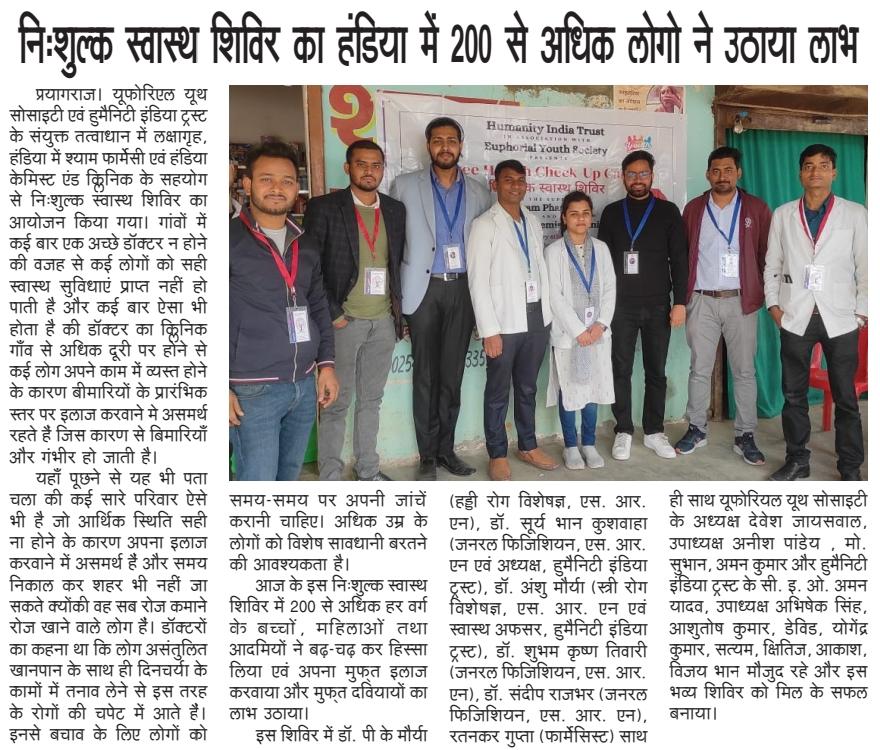 निःशुल्क स्वास्थ शिविर का हंडिया में 200 से अधिक लोगो ने उठाया लाभ
प्रयागराज। यूफोरिएल यूथ
सोसाइटी एवं हुमैनिटी इंडिया ट्रस्ट
के संयुक्त तत्वाधान में लक्षागृह,
हंडिया में श्याम फार्मेसी एवं हंडिया
केमिस्ट एंड क्लिनिक के सहयोग
से निःशुल्क स्वास्थ शिविर का
आयोजन किया गया। गांवों में
कई बार एक अच्छे डॉक्टर न होने
की वजह से कई लोगों को सही
स्वास्थ सुविधाएं प्राप्त नहीं हो
पाती है और कई बार ऐसा भी
होता है की डॉक्टर का क्लिनिक
गाँव से अधिक दूरी पर होने से
कई लोग अपने काम में व्यस्त होने
के कारण बीमारियों के प्रारंभिक
स्तर पर इलाज करवाने मे असमर्थ
रहते है जिस कारण से बिमारियाँ
और गंभीर हो जाती है।
यहाँ पूछने से यह भी पता
चला की कई सारे परिवार ऐसे
भी है जो आर्थिक स्थिति सही
ना होने के कारण अपना इलाज
करवाने में असमर्थ हैं और समय
निकाल कर शहर भी नहीं जा
सकते क्योंकी वह सब रोज कमाने
रोज खाने वाले लोग है। डॉक्टरों
का कहना था कि लोग असंतुलित
खानपान के साथ ही दिनचर्या के
कामों में तनाव लेने से इस तरह
के रोगों की चपेट में आते है।
इनसे बचाव के लिए लोगों को
Humanity India Trust
IN ASSOCIATION WITH
Euphorial Youth Society
PRESENTS
Check Up
स्वास्थ्य शिविर
समय-समय पर अपनी जांचें
करानी चाहिए। अधिक उम्र के
लोगों को विशेष सावधानी बरतने
की आवश्यकता है।
आज के इस निःशुल्क स्वास्थ
शिविर में 200 से अधिक हर वर्ग
के बच्चों, महिलाओं तथा
आदमियों ने बढ़-चढ़ कर हिस्सा
लिया एवं अपना मुफत इलाज
करवाया और मुफ्त दवियायों का
लाभ उठाया।
इस शिविर में डॉ. पी के मौर्या
(हड्डी रोग विशेषज्ञ, एस. आर.
एन), डॉ. सूर्य भान कुशवाहा
(जनरल फिजिशियन, एस. आर.
एन एवं अध्यक्ष, हुमैनिटी इंडिया
ट्रस्ट), डॉ. अंशु मौर्या (स्त्री रोग
विशेषज्ञ, एस. आर. एन एवं
स्वास्थ अफसर, हुमैनिटी इंडिया
ट्रस्ट), डॉ. शुभम कृष्ण तिवारी
(जनरल फिजिशियन, एस. आर.
एन), डॉ. संदीप राजभर (जनरल
फिजिशियन, एस. आर. एन),
रतनकर गुप्ता (फार्मेसिस्ट) साथ
ही साथ यूफोरियल यूथ सोसाइटी
के अध्यक्ष देवेश जायसवाल,
उपाध्यक्ष अनीश पांडेय , मो.
सुभान, अमन कुमार और हुमैनिटी
इंडिया ट्रस्ट के सी. इ. ओ. अमन
यादव, उपाध्यक्ष अभिषेक सिंह,
आशुतोष कुमार, डेविड, योगेंद्र
कुमार, सत्यम, क्षितिज, आकाश,
विजय भान मौजुद रहे और इस
भव्य शिविर को मिल के सफल
बनाया।